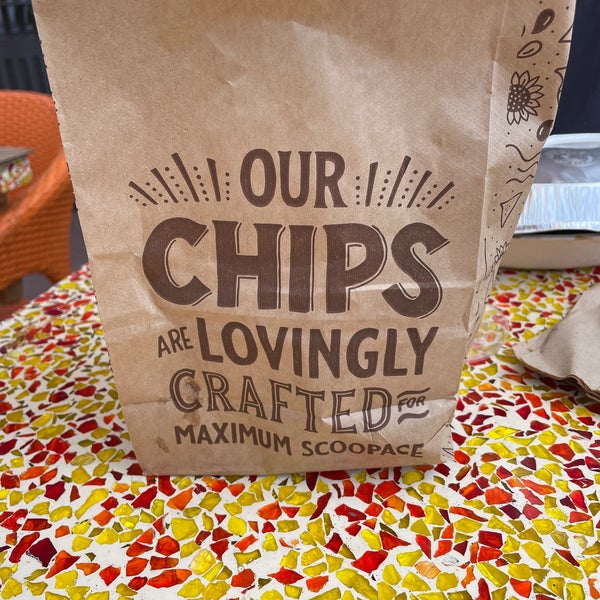 OUR
CHIPS
ARE LOVINGLY
CRAFTED FOR
MAXIMUM SCOOPAGE